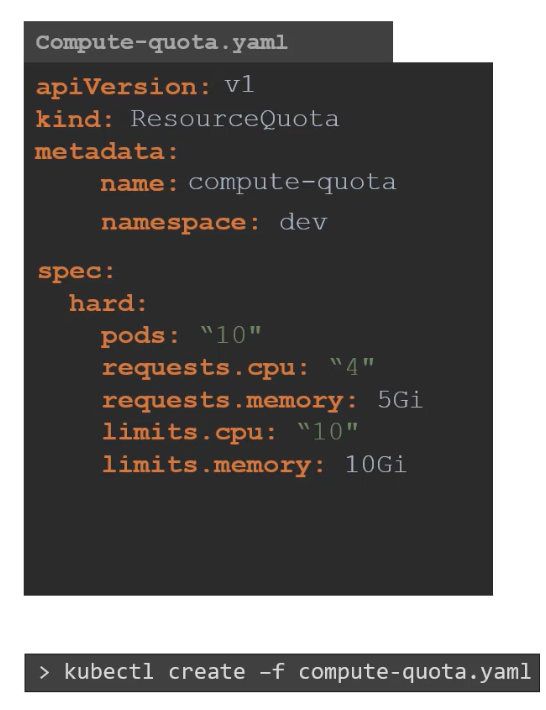 Compute-quota.yaml
apiVersion: v1
kind: ResourceQuota
metadata:
    name: compute-quota
    namespace: dev
spec:
  hard:
    pods: “10"
    requests.cpu: “4"
    requests.memory: 5Gi
    limits.cpu: “10"
    limits.memory: 10Gi
> kubectl create –f compute-quota.yaml